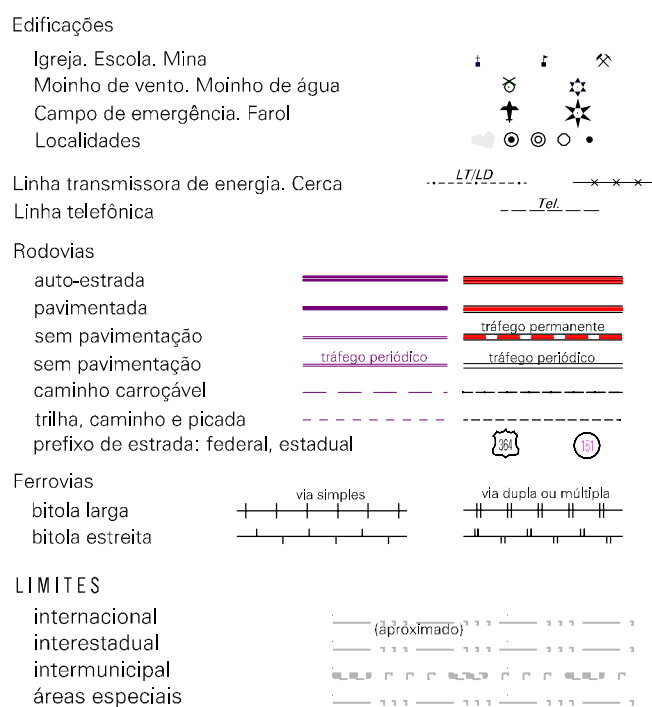 Edificações
Igreja. Escola. Mina
Moinho de vento. Moinho de água
Campo de emergência. Farol
Localidades
Linha transmissora de energia. Cerca LT/LD
Linha telefônica Tel.
Rodovias
auto-estrada
pavimentada
sem pavimentação tráfego permanente
sem pavimentação tráfego periódico tráfego periódico
caminho carroçável
trilha, caminho e picada
prefixo de estrada: federal, estadual 364 151
Ferrovias
bitola larga via simples via dupla ou múltipla
bitola estreita
LIMITES
internacional (aproximado)
interestadual
intermunicipal
áreas especiais